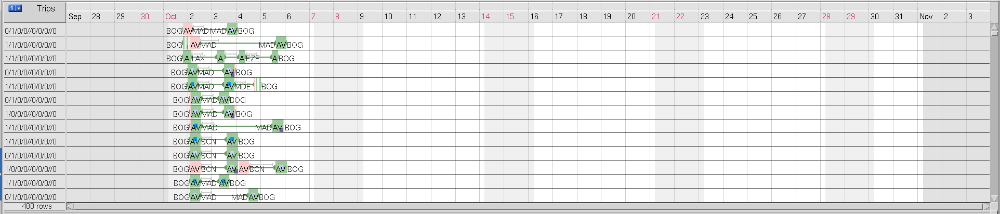 1 Trips
Sep 28 29 30 Oct 2 3 4 5 6 7 8 9 10 11 12 13 14 15 16 17 18 19 20 21 22 23 24 25 26 27 28 29 30 31 Nov 2 3
0/1/0/0//0/0/0//0 BOG AV MAD MAD AV BOG
1/1/0/0//0/0/0//0 BOG AV MAD MAD AV BOG
1/1/0/0//0/0/0//0 BOG A LAX A A EZE A BOG
0/1/0/0//0/0/0//0 BOG AV MAD AV BOG
1/1/0/0//0/0/0//0 BOG AV MAD AV MDE BOG
0/1/0/0//0/0/0//0 BOG AV MAD AV BOG
1/0/0/0//0/0/0//0 BOG AV MAD AV BOG
1/1/0/0//0/0/0//0 BOG AV MAD MAD AV BOG
1/1/0/0//0/0/0//0 BOG AV BCN AV BOG
0/1/0/0//0/0/0//0 BOG AV BCN AV BOG
1/0/0/0//0/0/0//0 BOG AV BCN AV AV BCN AV BOG
1/1/0/0//0/0/0//0 BOG AV MAD AV BOG
0/1/0/0//0/0/0//0 BOG AV MAD MAD AV BOG
480 rows